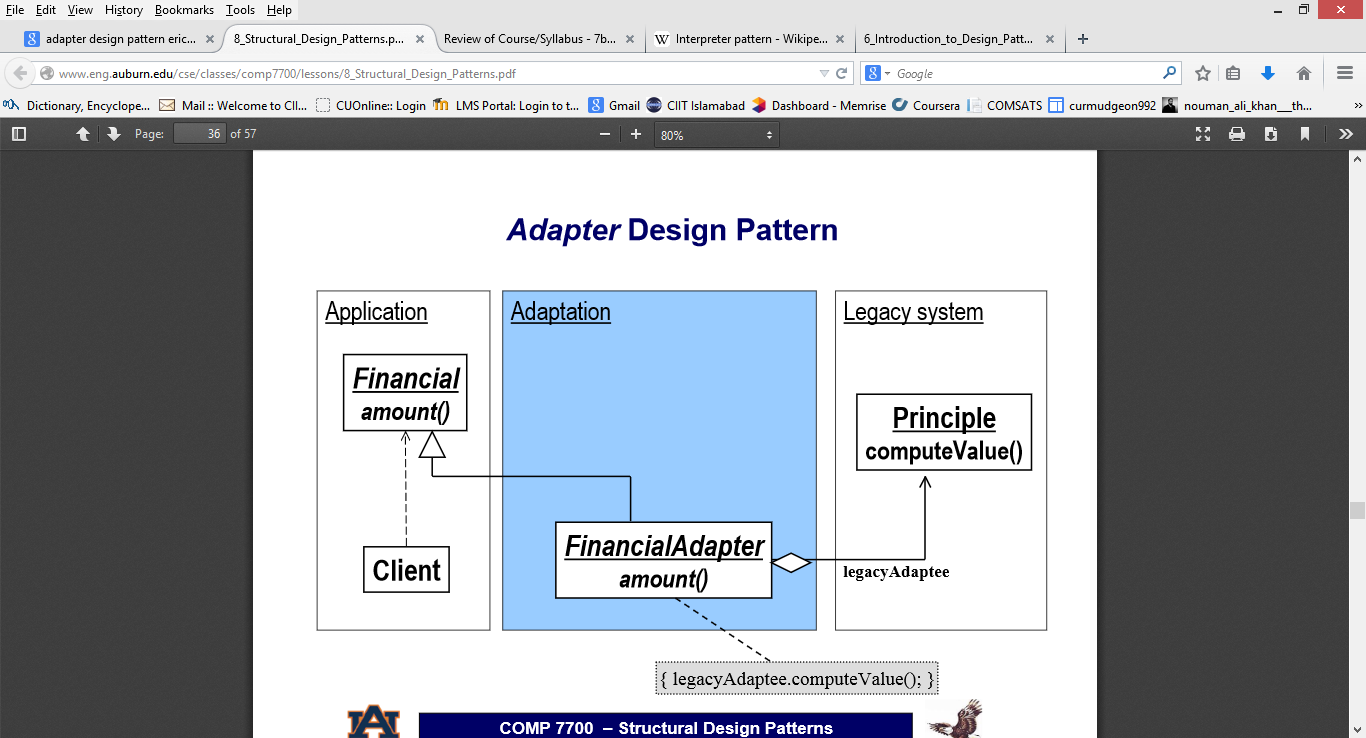 File Edit View History Bookmarks Tools Help
adapter design pattern eric... 8_Structural_Design_Patterns.p... Review of Course/Syllabus - 7b... W Interpreter pattern - Wikipe... 6_Introduction_to_Design_Patt...
www.eng.auburn.edu/cse/classes/comp7700/lessons/8_Structural_Design_Patterns.pdf Google
Dictionary, Encyclope... Mail :: Welcome to CII... CUOnline:: Login LMS Portal: Login to t... Gmail CIIT Islamabad Dashboard - Memrise Coursera COMSATS curmudgeon992 nouman_ali_khan___th...
Page: 36 of 57 80%
Adapter Design Pattern
Application Adaptation Legacy system
Financial
amount()
Principle
computeValue()
Client
FinancialAdapter
amount()
legacyAdaptee
{ legacyAdaptee.computeValue(); }
COMP 7700 – Structural Design Patterns